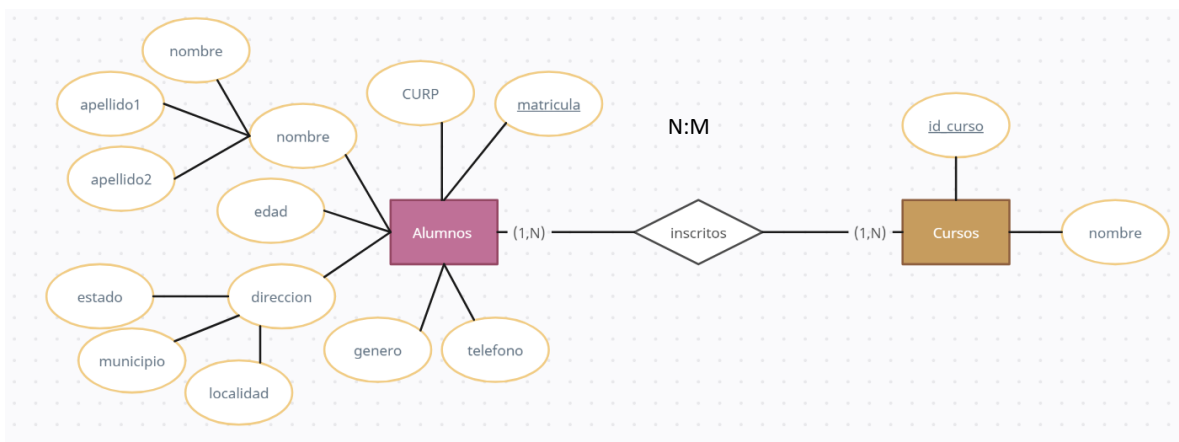 nombre
apellido1
CURP
matricula
N:M
id_curso
nombre
apellido2
edad
Alumnos
(1,N)
inscritos
(1,N)
Cursos
nombre
estado
direccion
municipio
genero
telefono
localidad